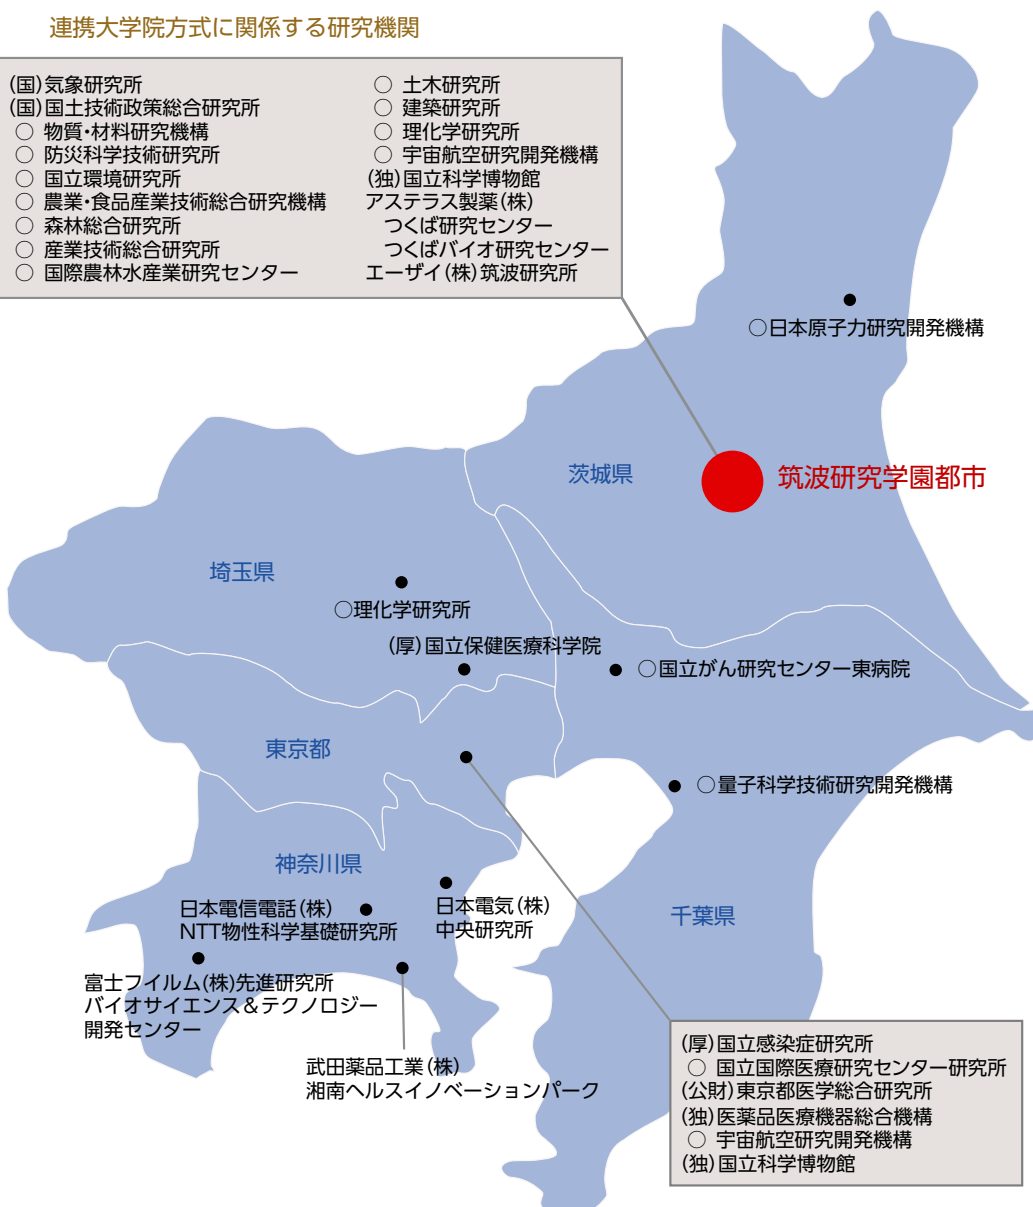 連携大学院方式に関係する研究機関
(国)気象研究所
(国)国土技術政策総合研究所
○ 物質・材料研究機構
○ 防災科学技術研究所
○ 国立環境研究所
○ 農業・食品産業技術総合研究機構
○ 森林総合研究所
○ 産業技術総合研究所
○ 国際農林水産業研究センター
○ 土木研究所
○ 建築研究所
○ 理化学研究所
○ 宇宙航空研究開発機構
(独)国立科学博物館
アステラス製薬(株)
つくば研究センター
つくばバイオ研究センター
エーザイ(株)筑波研究所
○日本原子力研究開発機構
茨城県
筑波研究学園都市
埼玉県
○理化学研究所
(厚)国立保健医療科学院
○国立がん研究センター東病院
東京都
○量子科学技術研究開発機構
神奈川県
日本電信電話(株)
NTT物性科学基礎研究所
日本電気(株)
中央研究所
千葉県
富士フイルム(株)先進研究所
バイオサイエンス&テクノロジー
開発センター
武田薬品工業(株)
湘南ヘルスイノベーションパーク
(厚)国立感染症研究所
○ 国立国際医療研究センター研究所
(公財)東京都医学総合研究所
(独)医薬品医療機器総合機構
○ 宇宙航空研究開発機構
(独)国立科学博物館